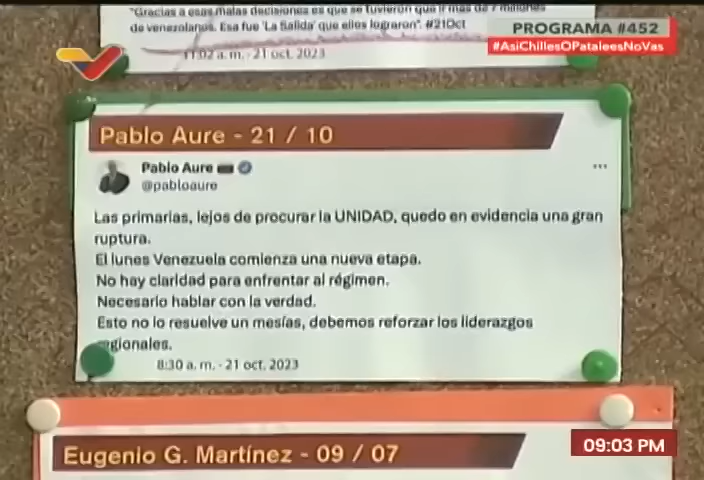 "Gracias a esas malas decisiones es que se tuvieron que ir más de 7 millones
de venezolanos. Esa fue 'La Salida' que ellos lograron". #21Oct
11:02 a. m. · 21 oct. 2023
PROGRAMA #452
#AsiChillesOPataleesNoVas
Pablo Aure - 21 / 10
Pablo Aure
@pabloaure
Las primarias, lejos de procurar la UNIDAD, quedo en evidencia una gran
ruptura.
El lunes Venezuela comienza una nueva etapa.
No hay claridad para enfrentar al régimen.
Necesario hablar con la verdad.
Esto no lo resuelve un mesías, debemos reforzar los liderazgos
regionales.
8:30 a. m. · 21 oct. 2023
Eugenio G. Martínez - 09 / 07
09:03 PM